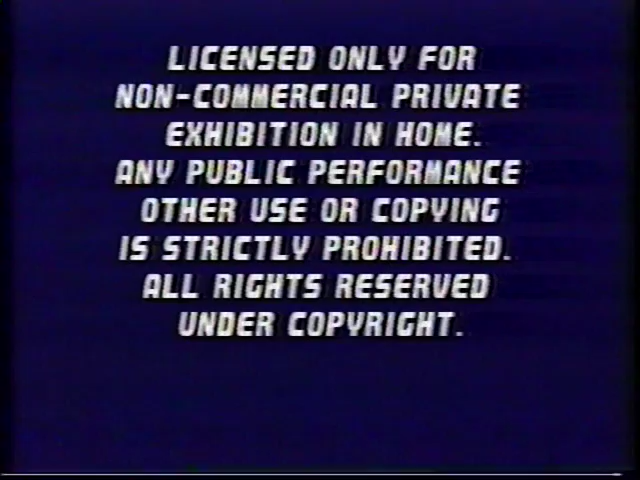 LICENSED ONLY FOR
NON-COMMERCIAL PRIVATE
EXHIBITION IN HOME.
ANY PUBLIC PERFORMANCE
OTHER USE OR COPYING
IS STRICTLY PROHIBITED.
ALL RIGHTS RESERVED
UNDER COPYRIGHT.